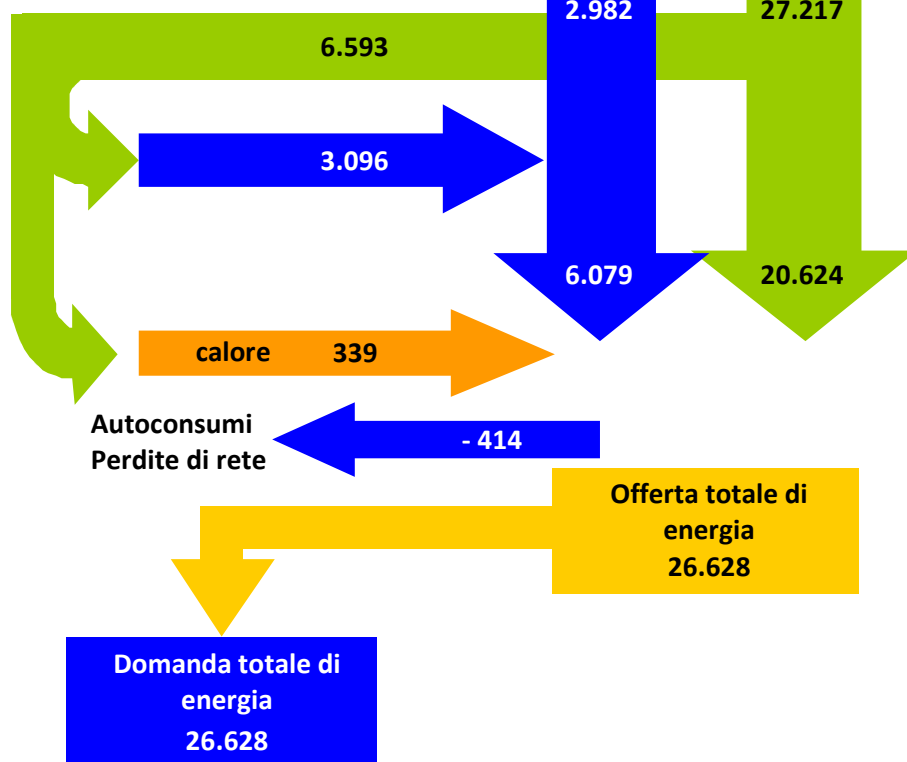 2.982
27.217
6.593
3.096
6.079
20.624
calore 339
Autoconsumi
Perdite di rete
- 414
Offerta totale di
energia
26.628
Domanda totale di
energia
26.628